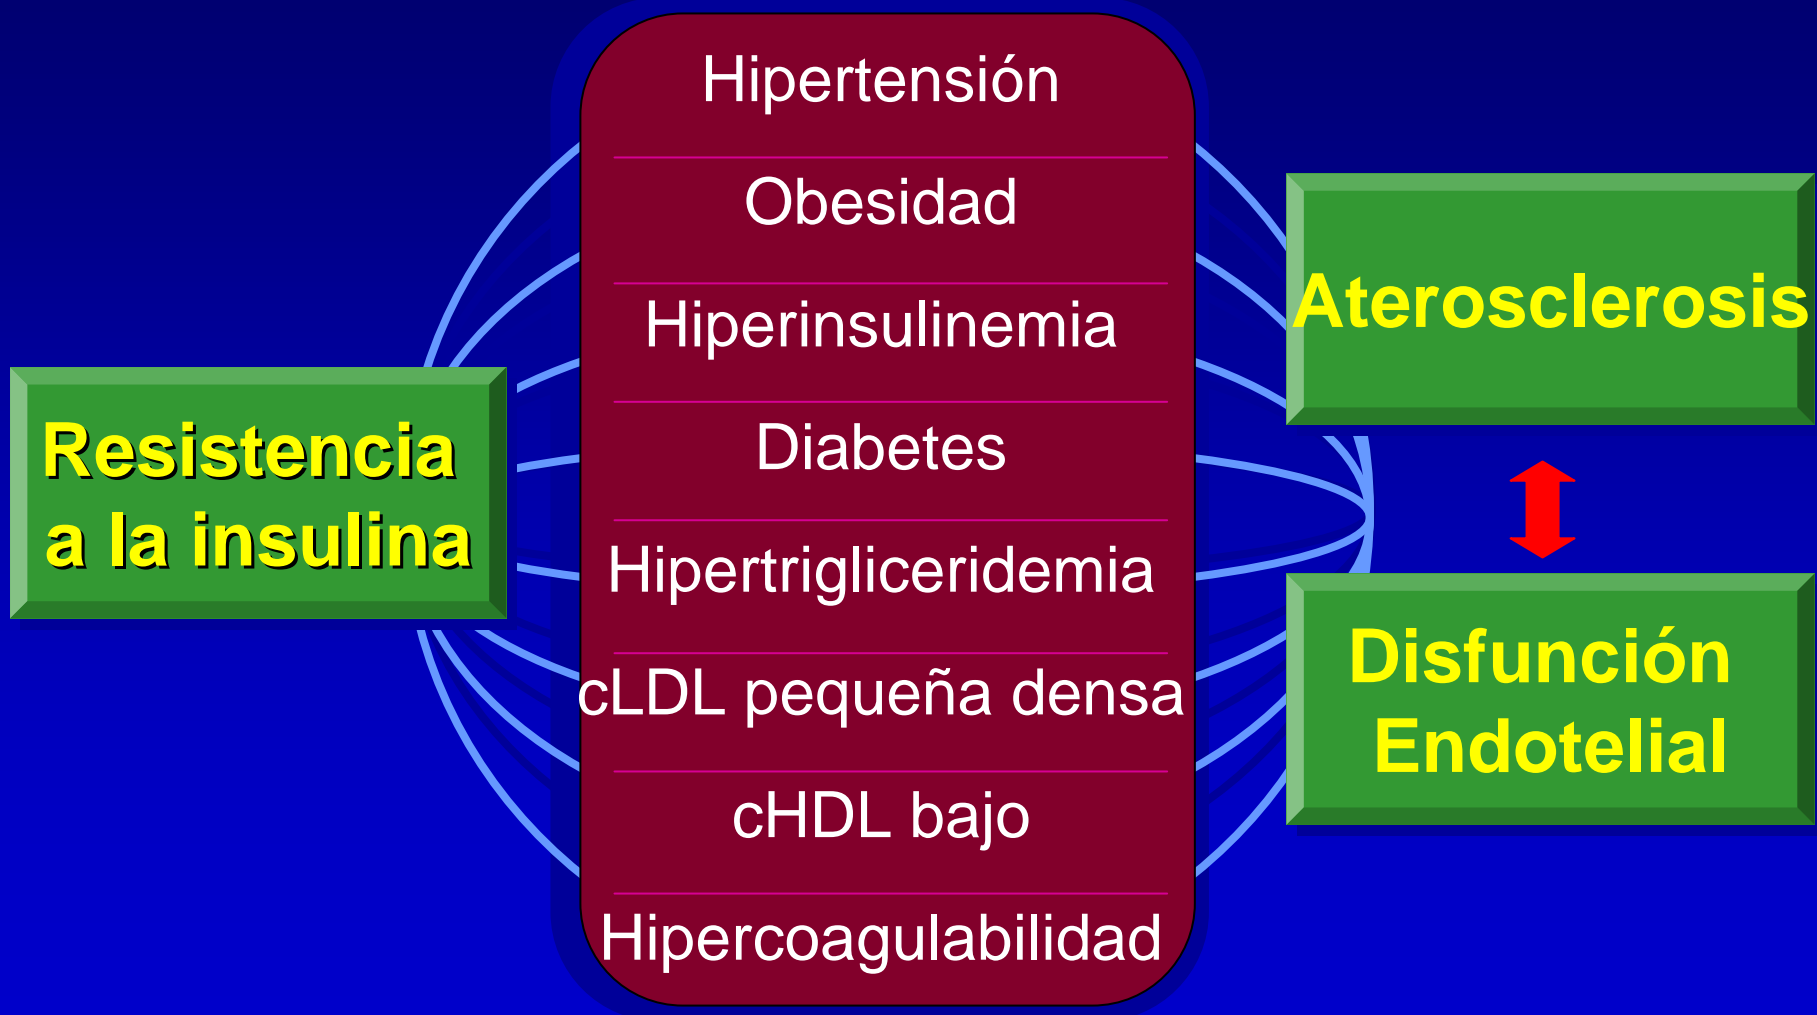 Resistencia
a la insulina
Hipertensión
Obesidad
Hiperinsulinemia
Diabetes
Hipertrigliceridemia
cLDL pequeña densa
cHDL bajo
Hipercoagulabilidad
Aterosclerosis
Disfunción
Endotelial